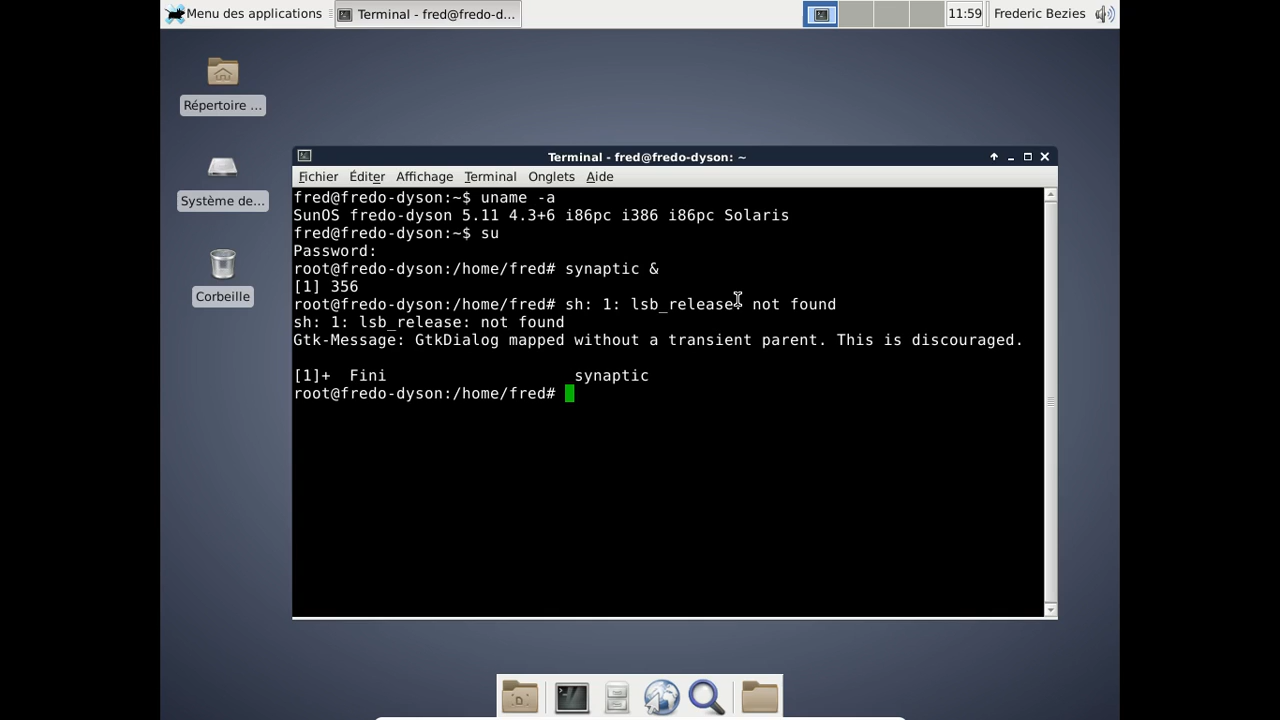 Menu des applications
Terminal - fred@fredo-d...
11:59
Frederic Bezies
Répertoire ...
Système de...
Corbeille
Terminal - fred@fredo-dyson: ~
Fichier Éditer Affichage Terminal Onglets Aide
fred@fredo-dyson:~$ uname -a
SunOS fredo-dyson 5.11 4.3+6 i86pc i386 i86pc Solaris
fred@fredo-dyson:~$ su
Password:
root@fredo-dyson:/home/fred# synaptic &
[1] 356
root@fredo-dyson:/home/fred# sh: 1: lsb_release: not found
sh: 1: lsb_release: not found
Gtk-Message: GtkDialog mapped without a transient parent. This is discouraged.
[1]+  Fini                    synaptic
root@fredo-dyson:/home/fred#